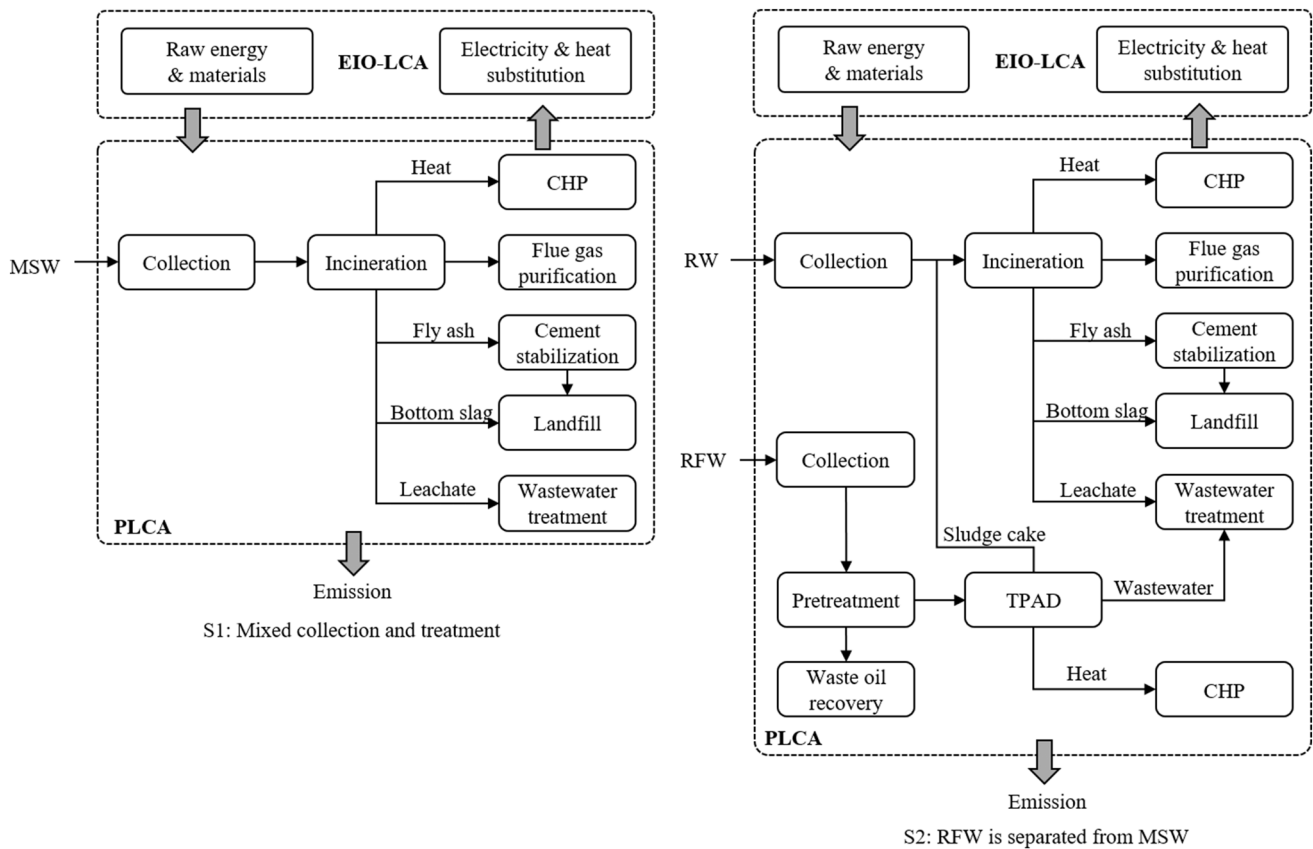 Raw energy
& materials
EIO-LCA
Electricity & heat
substitution
MSW
Collection
Incineration
Heat
CHP
Flue gas
purification
Fly ash
Cement
stabilization
Bottom slag
Landfill
Leachate
Wastewater
treatment
PLCA
Emission
S1: Mixed collection and treatment
Raw energy
& materials
EIO-LCA
Electricity & heat
substitution
RW
Collection
Incineration
Heat
CHP
Flue gas
purification
Fly ash
Cement
stabilization
Bottom slag
Landfill
Leachate
Wastewater
treatment
RFW
Collection
Sludge cake
Pretreatment
TPAD
Wastewater
Waste oil
recovery
Heat
CHP
PLCA
Emission
S2: RFW is separated from MSW